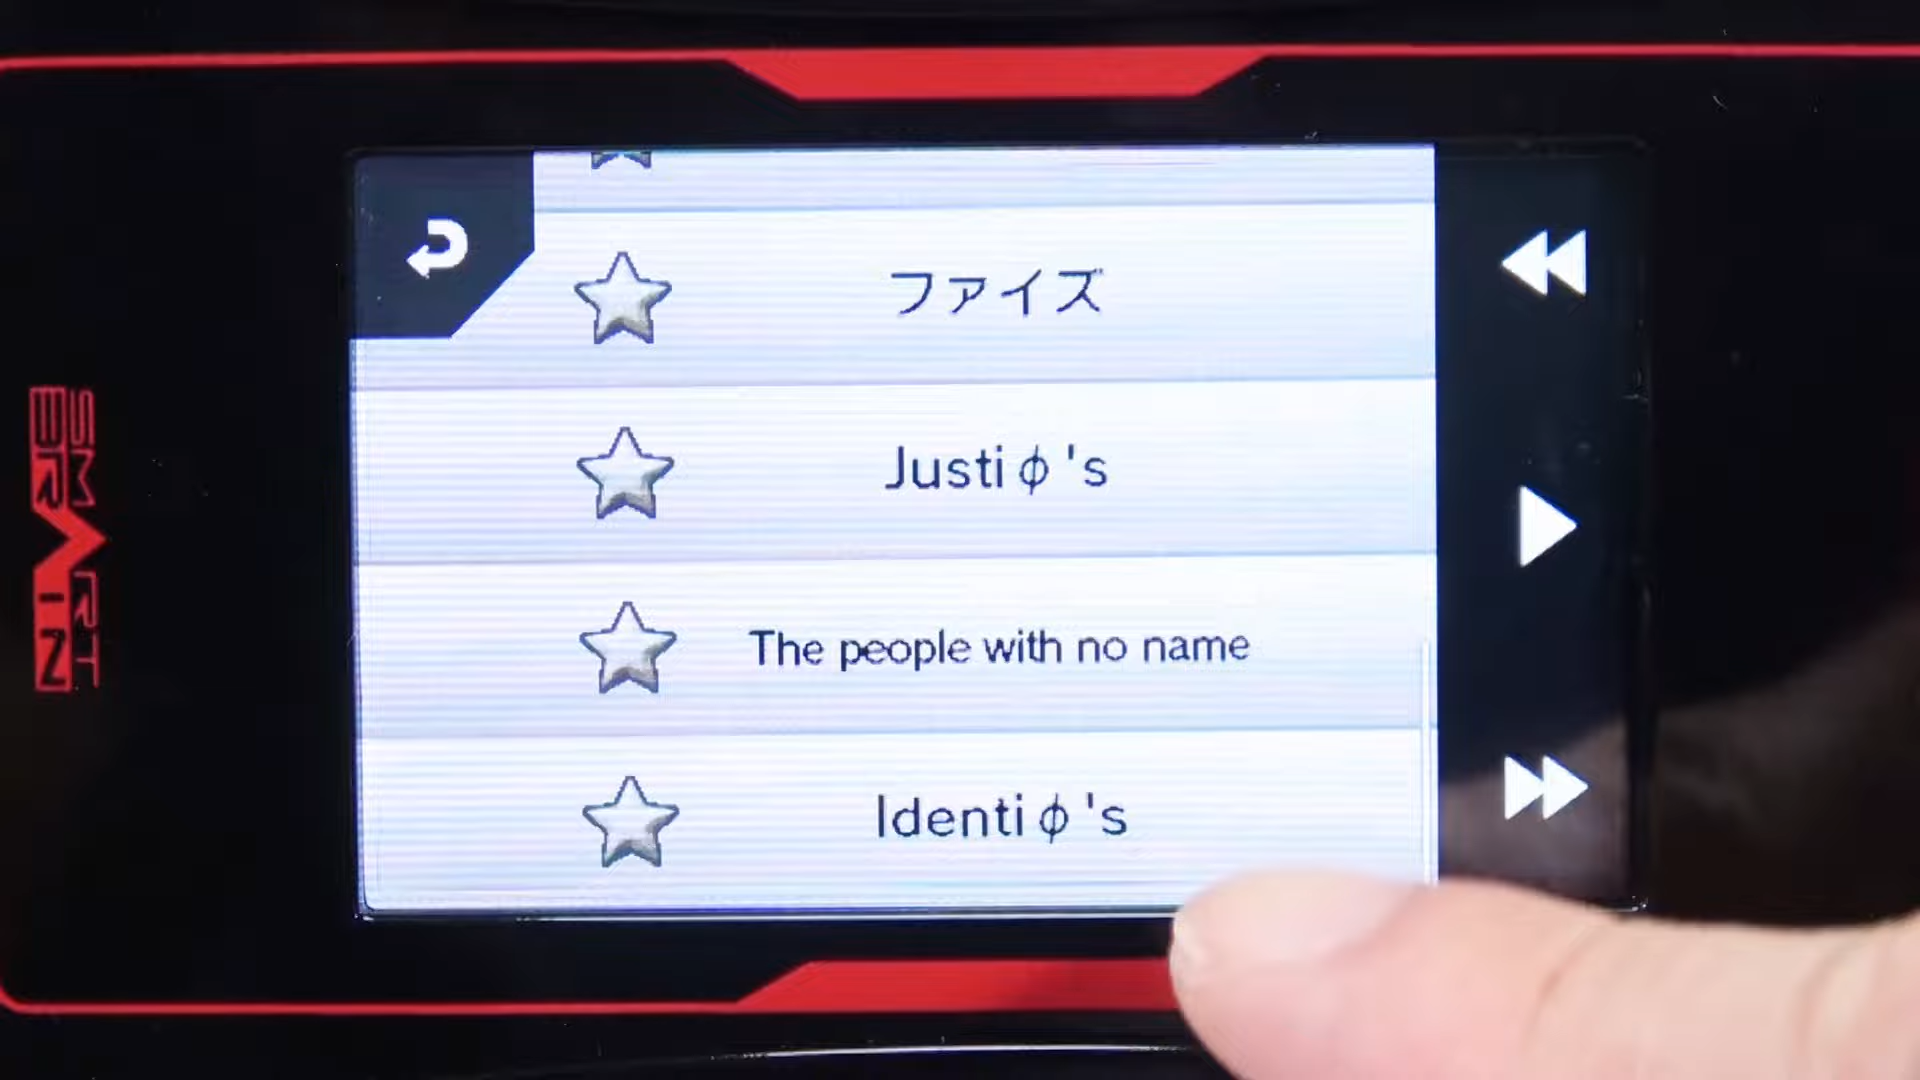 SMART
BRAIN
ファイズ
Justiφ's
The people with no name
Identiφ's